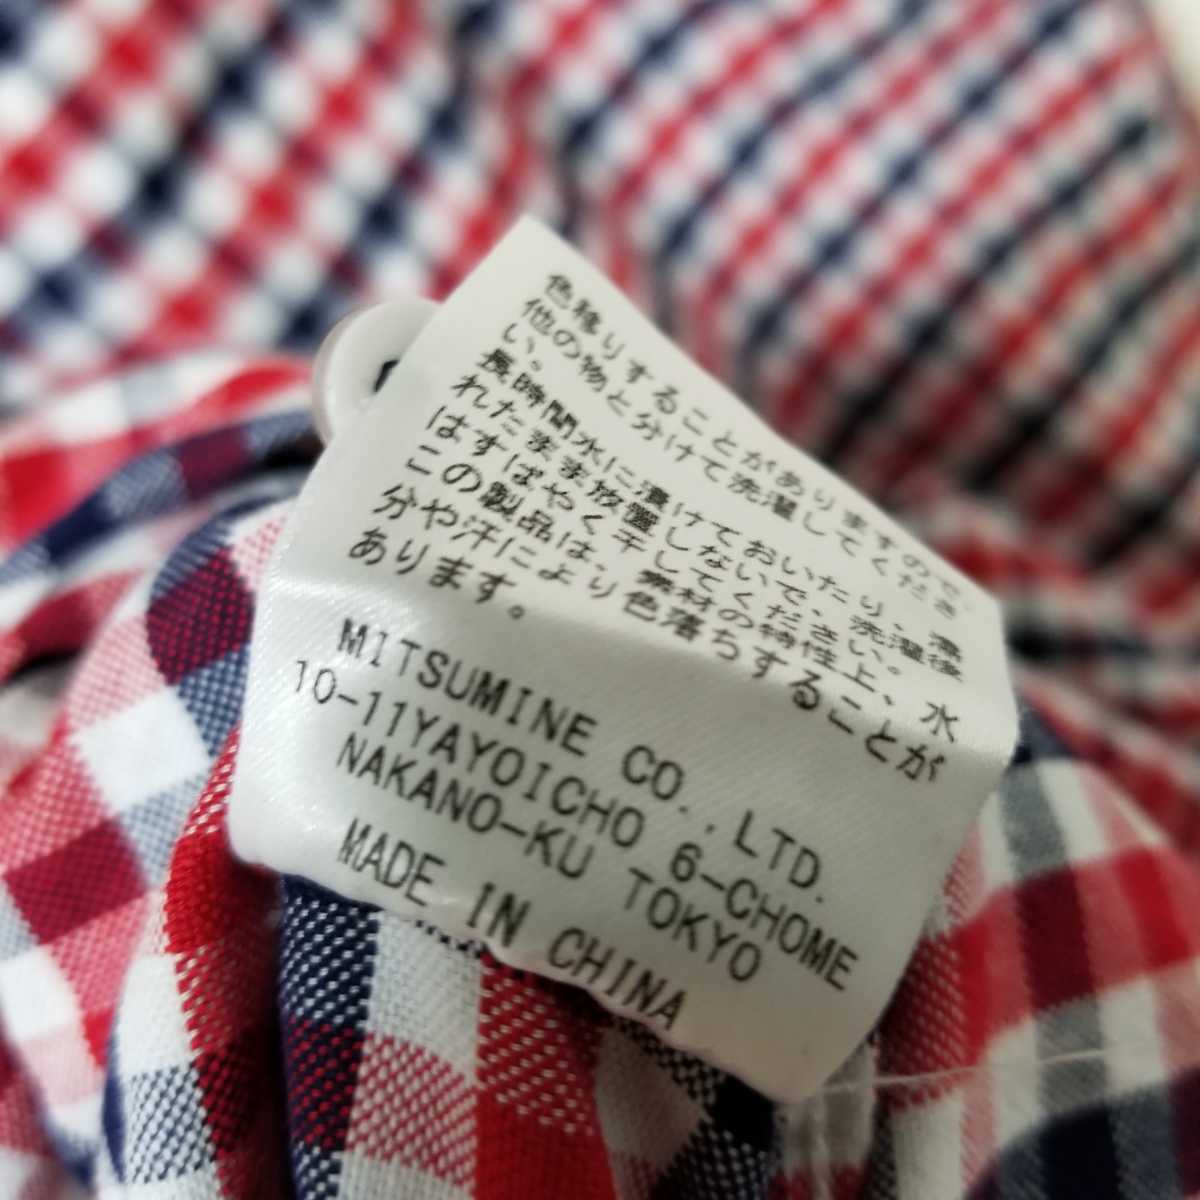 色移りすることがありますので、
他の物と分けて洗濯してくださ
い。
長時間水に漬けておいたり、濡
れたまま放置しないで、洗濯後
はすばやく干してください。
この製品は、素材の特性上、水
分や汗により色落ちすることが
あります。
MITSUMINE CO.,LTD.
10-11YAYOICHO 6-CHOME
NAKANO-KU TOKYO
MADE IN CHINA